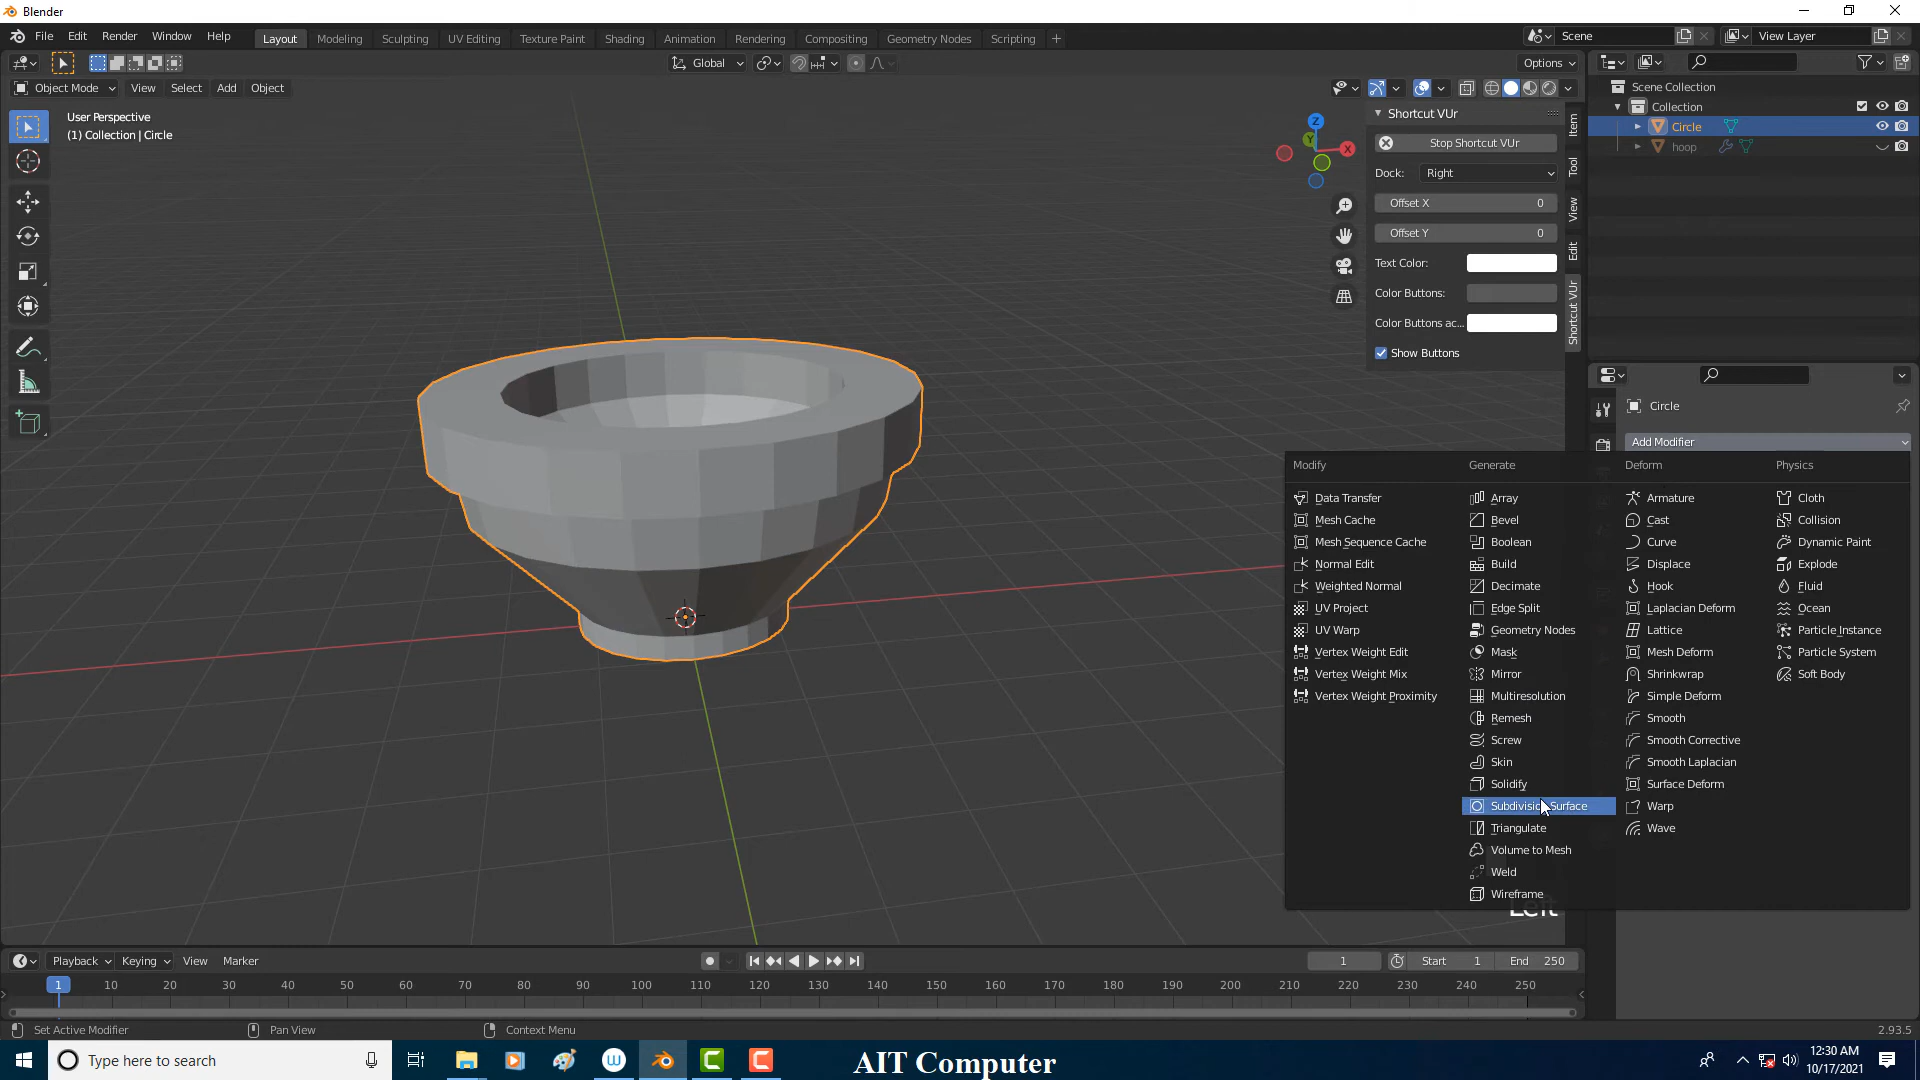 Blender
File Edit Render Window Help
Layout Modeling Sculpting UV Editing Texture Paint Shading Animation Rendering Compositing Geometry Nodes Scripting
Scene
View Layer
Global
Options
Object Mode View Select Add Object
User Perspective
(1) Collection | Circle
Z
Y
X
Shortcut VUr
Stop Shortcut VUr
Dock: Right
Offset X 0
Offset Y 0
Text Color:
Color Buttons:
Color Buttons ac...
Show Buttons
Item
Tool
View
Edit
Shortcut VUr
Scene Collection
Collection
Circle
hoop
Circle
Add Modifier
Modify
Data Transfer
Mesh Cache
Mesh Sequence Cache
Normal Edit
Weighted Normal
UV Project
UV Warp
Vertex Weight Edit
Vertex Weight Mix
Vertex Weight Proximity
Generate
Array
Bevel
Boolean
Build
Decimate
Edge Split
Geometry Nodes
Mask
Mirror
Multiresolution
Remesh
Screw
Skin
Solidify
Subdivision Surface
Triangulate
Volume to Mesh
Weld
Wireframe
Deform
Armature
Cast
Curve
Displace
Hook
Laplacian Deform
Lattice
Mesh Deform
Shrinkwrap
Simple Deform
Smooth
Smooth Corrective
Smooth Laplacian
Surface Deform
Warp
Wave
Physics
Cloth
Collision
Dynamic Paint
Explode
Fluid
Ocean
Particle Instance
Particle System
Soft Body
Left
Playback Keying View Marker
1
Start 1
End 250
1 10 20 30 40 50 60 70 80 90 100 110 120 130 140 150 160 170 180 190 200 210 220 230 240 250
Set Active Modifier
Pan View
Context Menu
2.93.5
Type here to search
AIT Computer
12:30 AM
10/17/2021